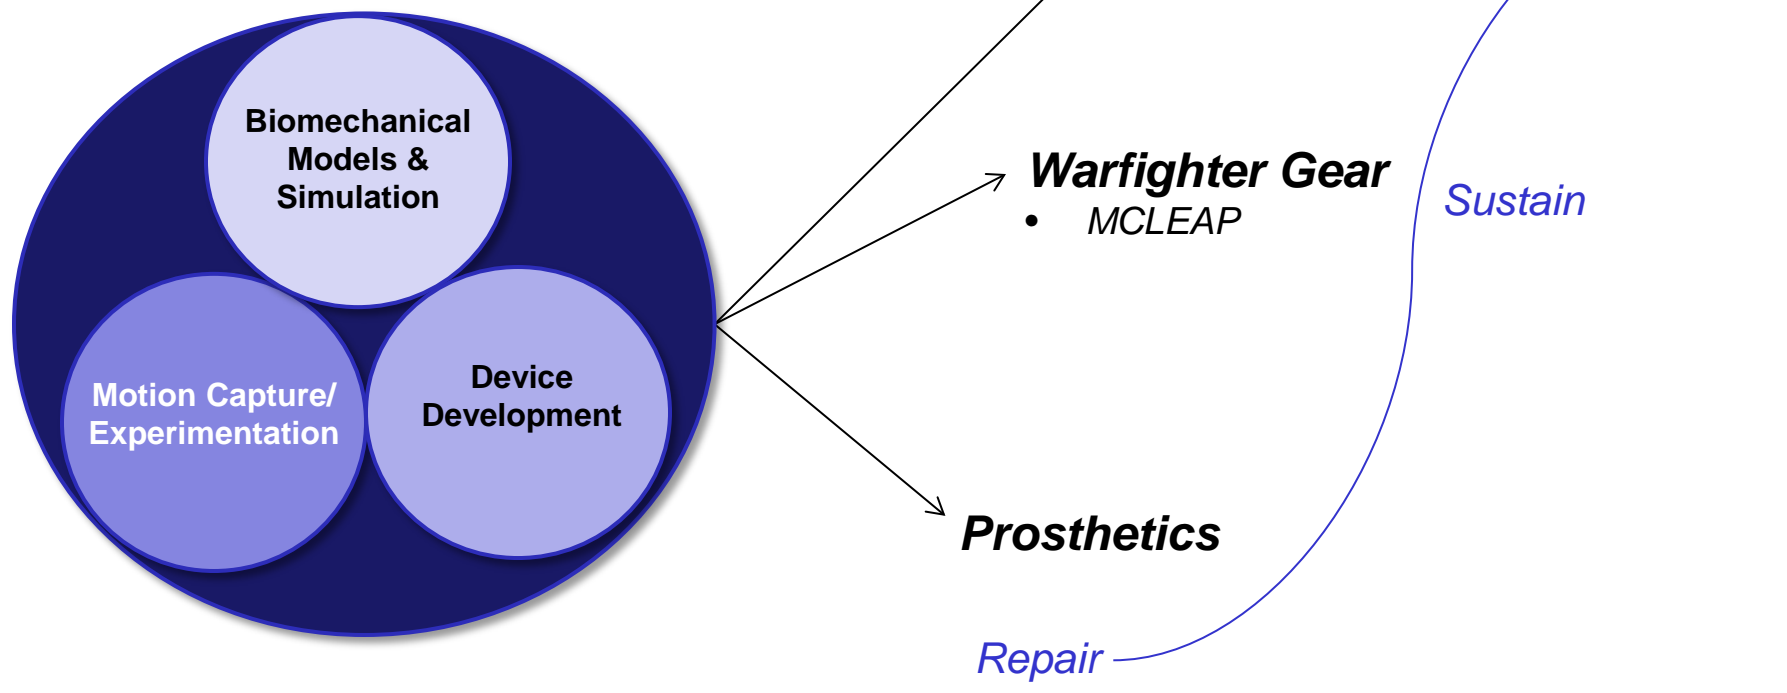 Biomechanical
Models &
Simulation
Motion Capture/
Experimentation
Device
Development
Warfighter Gear
• MCLEAP
Sustain
Prosthetics
Repair